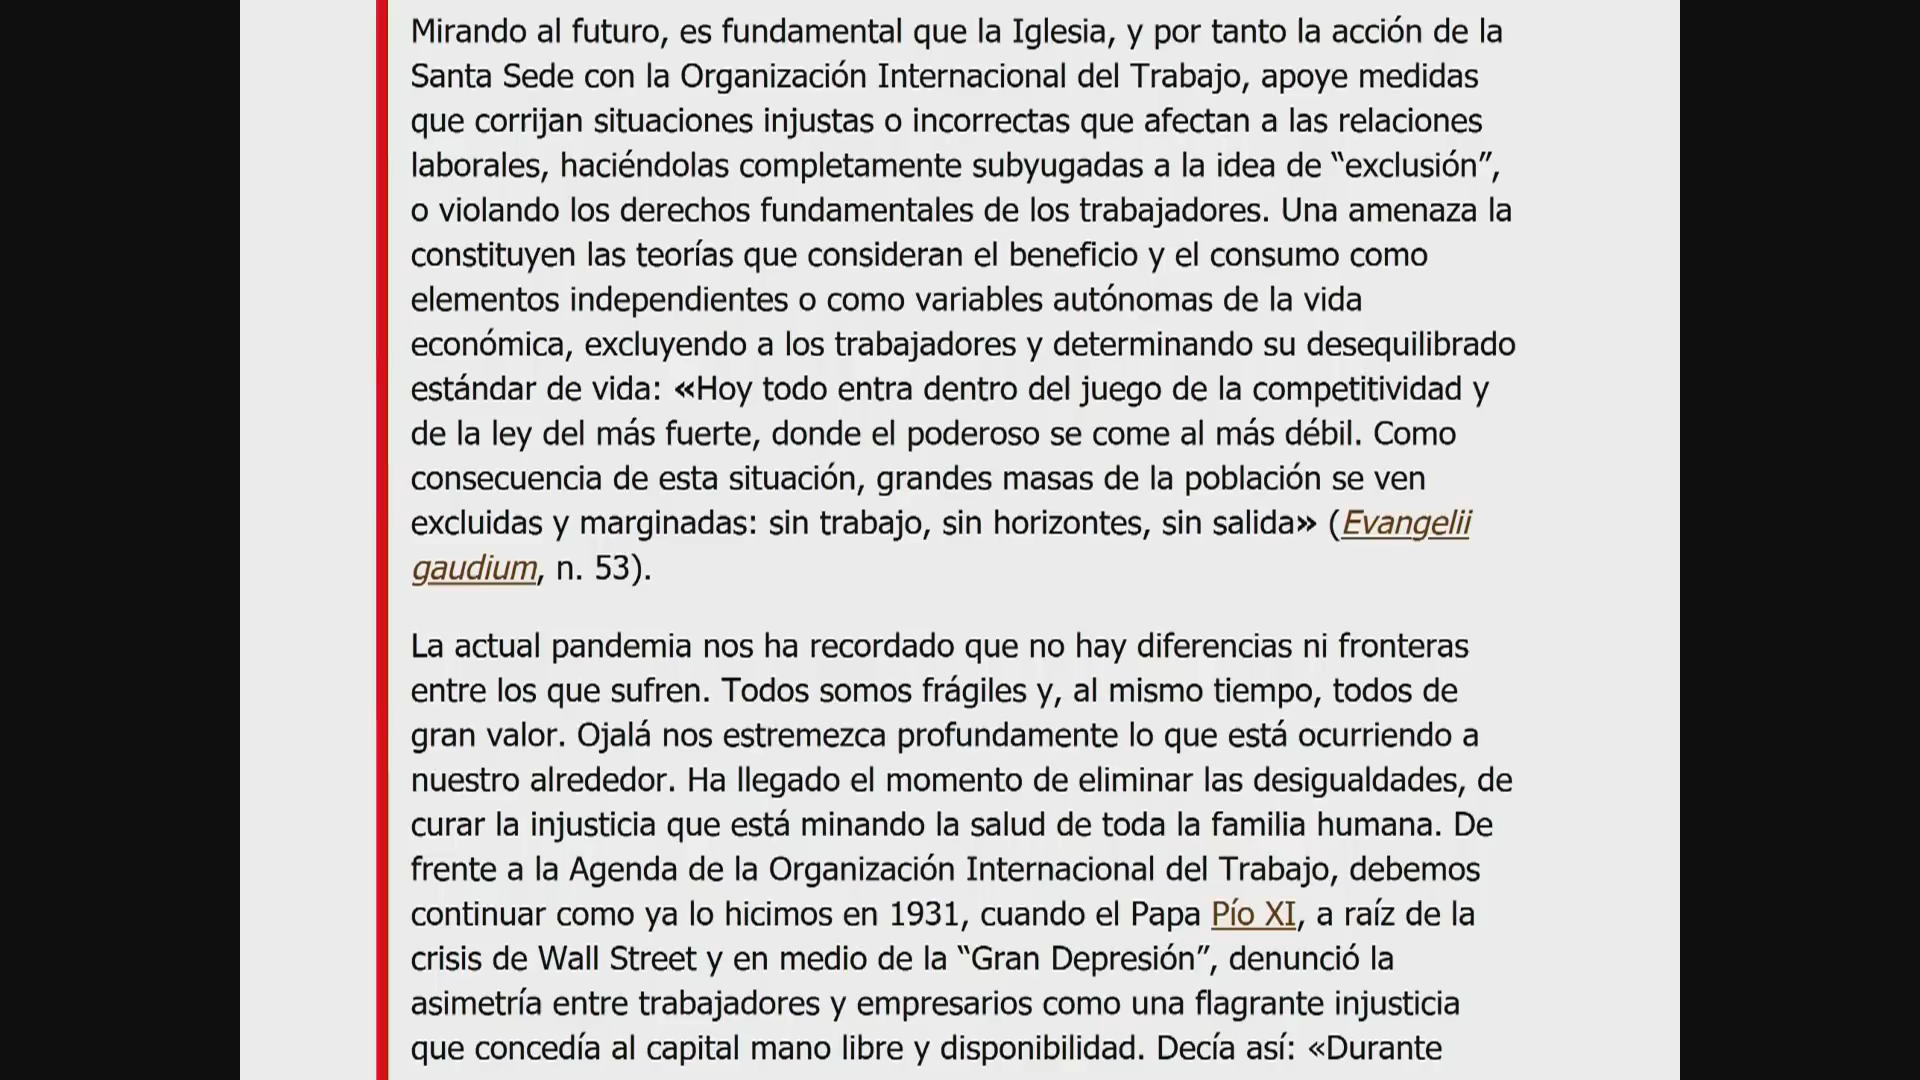 Mirando al futuro, es fundamental que la Iglesia, y por tanto la acción de la
Santa Sede con la Organización Internacional del Trabajo, apoye medidas
que corrijan situaciones injustas o incorrectas que afectan a las relaciones
laborales, haciéndolas completamente subyugadas a la idea de “exclusión”,
o violando los derechos fundamentales de los trabajadores. Una amenaza la
constituyen las teorías que consideran el beneficio y el consumo como
elementos independientes o como variables autónomas de la vida
económica, excluyendo a los trabajadores y determinando su desequilibrado
estándar de vida: «Hoy todo entra dentro del juego de la competitividad y
de la ley del más fuerte, donde el poderoso se come al más débil. Como
consecuencia de esta situación, grandes masas de la población se ven
excluidas y marginadas: sin trabajo, sin horizontes, sin salida» (Evangelii
gaudium, n. 53).
La actual pandemia nos ha recordado que no hay diferencias ni fronteras
entre los que sufren. Todos somos frágiles y, al mismo tiempo, todos de
gran valor. Ojalá nos estremezca profundamente lo que está ocurriendo a
nuestro alrededor. Ha llegado el momento de eliminar las desigualdades, de
curar la injusticia que está minando la salud de toda la familia humana. De
frente a la Agenda de la Organización Internacional del Trabajo, debemos
continuar como ya lo hicimos en 1931, cuando el Papa Pío XI, a raíz de la
crisis de Wall Street y en medio de la “Gran Depresión”, denunció la
asimetría entre trabajadores y empresarios como una flagrante injusticia
que concedía al capital mano libre y disponibilidad. Decía así: «Durante